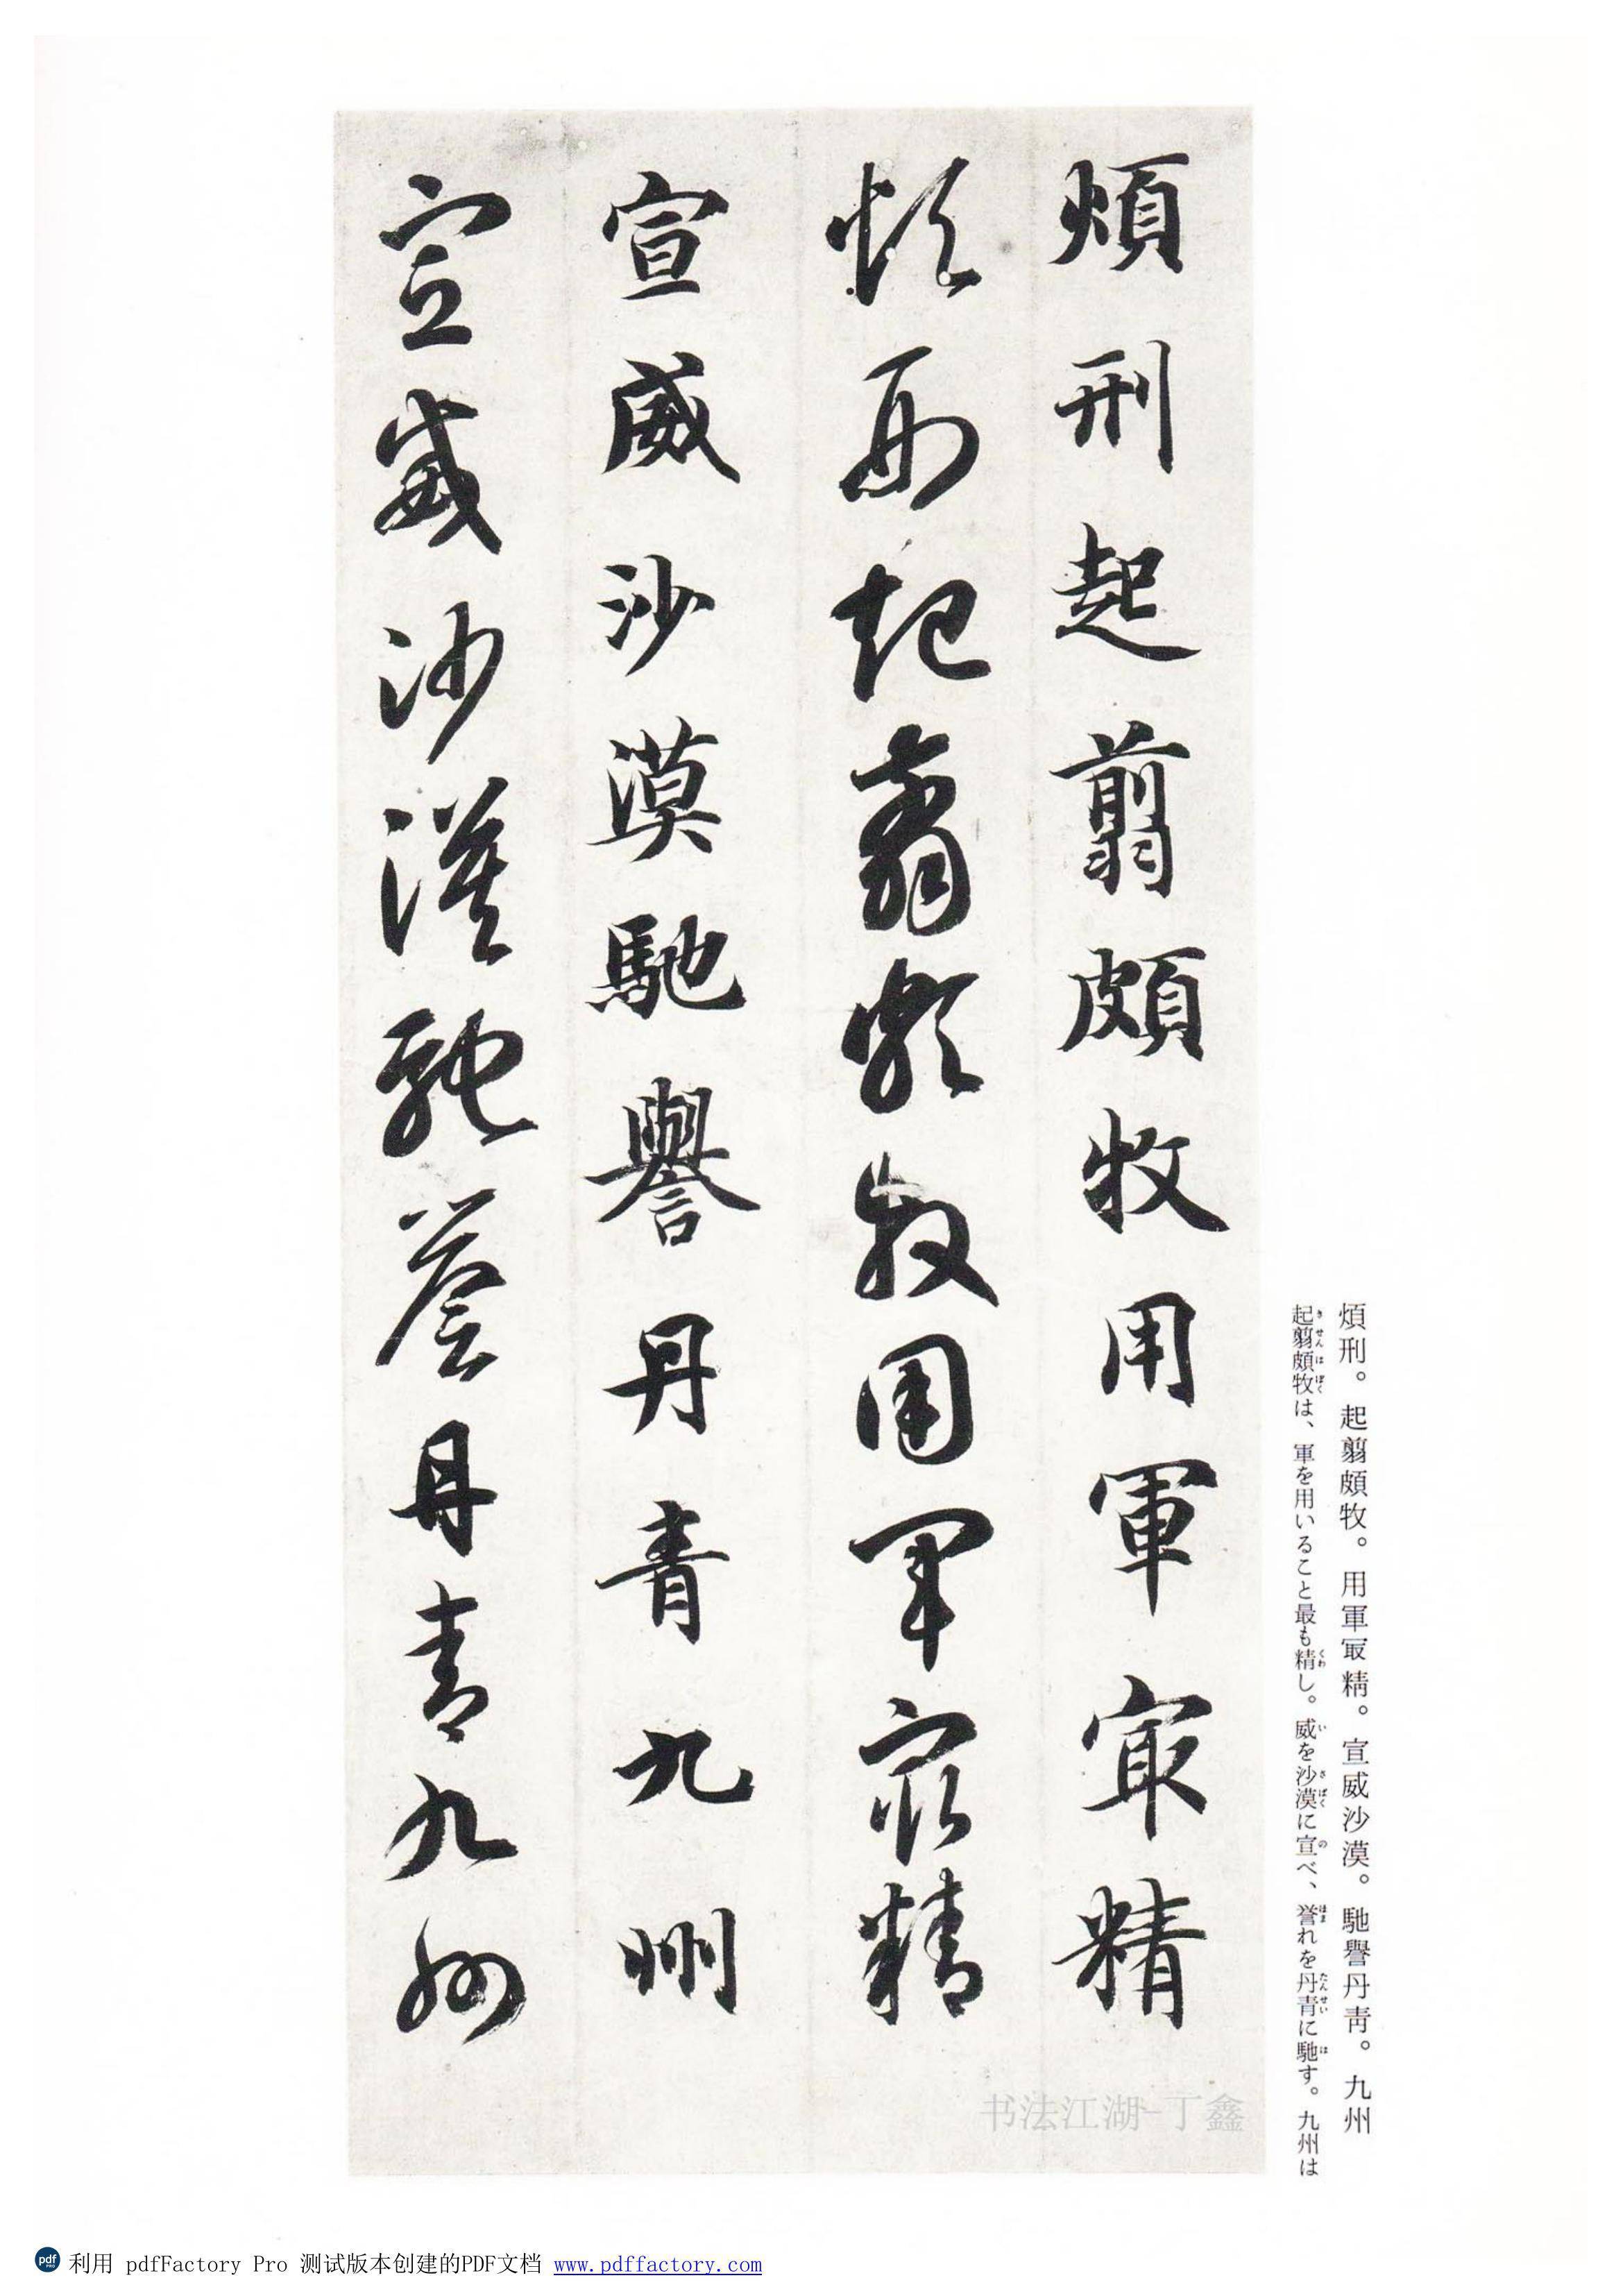 煩刑。起翦頗牧。用軍冣精。宣威沙漠。馳譽丹靑。九州
起翦頗牧は、軍を用いること最も精し。威を沙漠に宣べ、誉れを丹青に馳す。九州は
煩刑起翦頗牧用軍冣精
煩刑起翦頗牧用軍冣精
宣威沙漠馳譽丹青九州
宣威沙漠馳譽丹青九州
书法江湖-丁鑫
利用 pdfFactory Pro 测试版本创建的PDF文档 www.pdffactory.com